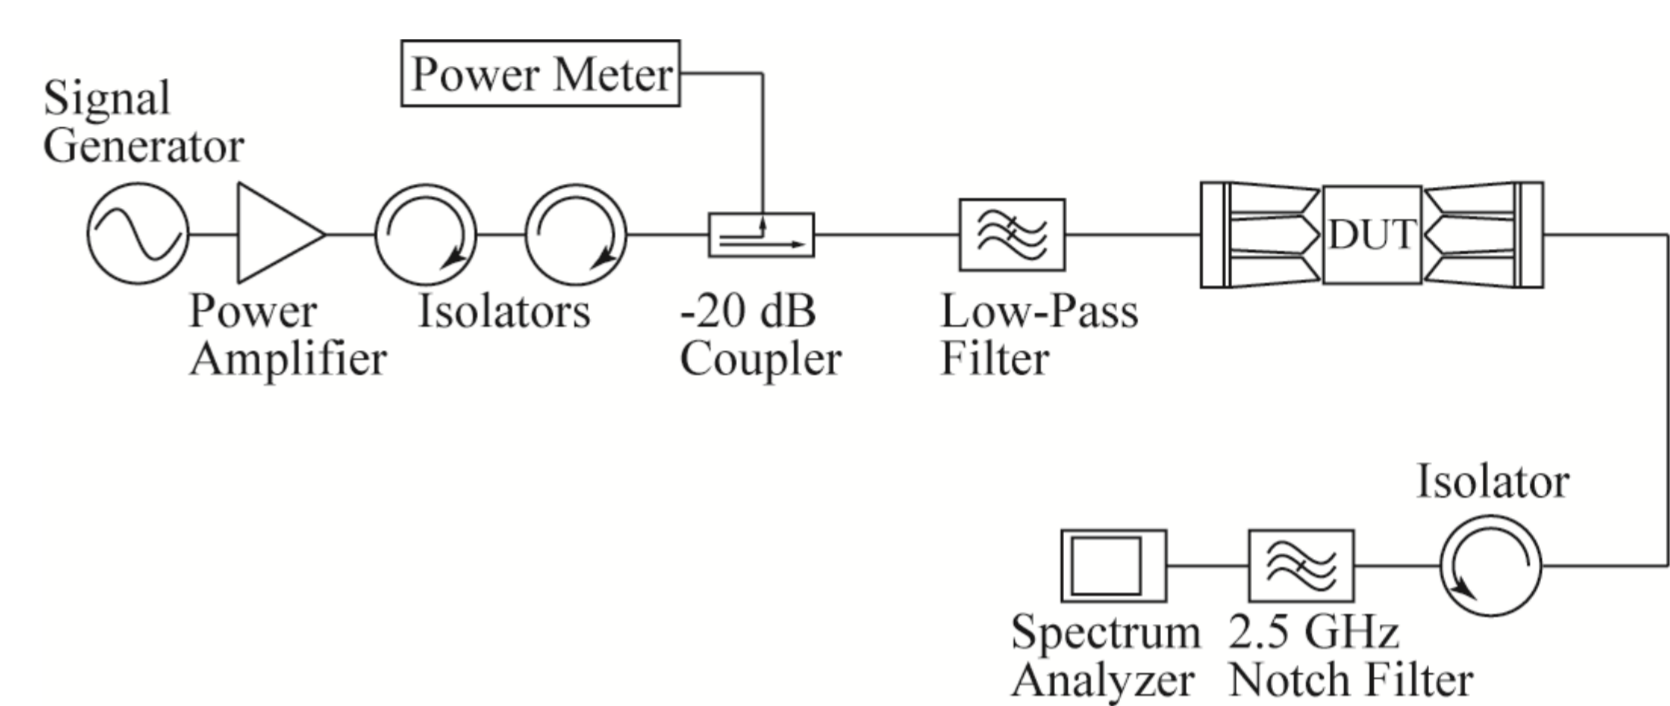 Power Meter
Signal
Generator
DUT
Power
Amplifier
Isolators
-20 dB
Coupler
Low-Pass
Filter
Isolator
Spectrum
Analyzer
2.5 GHz
Notch Filter